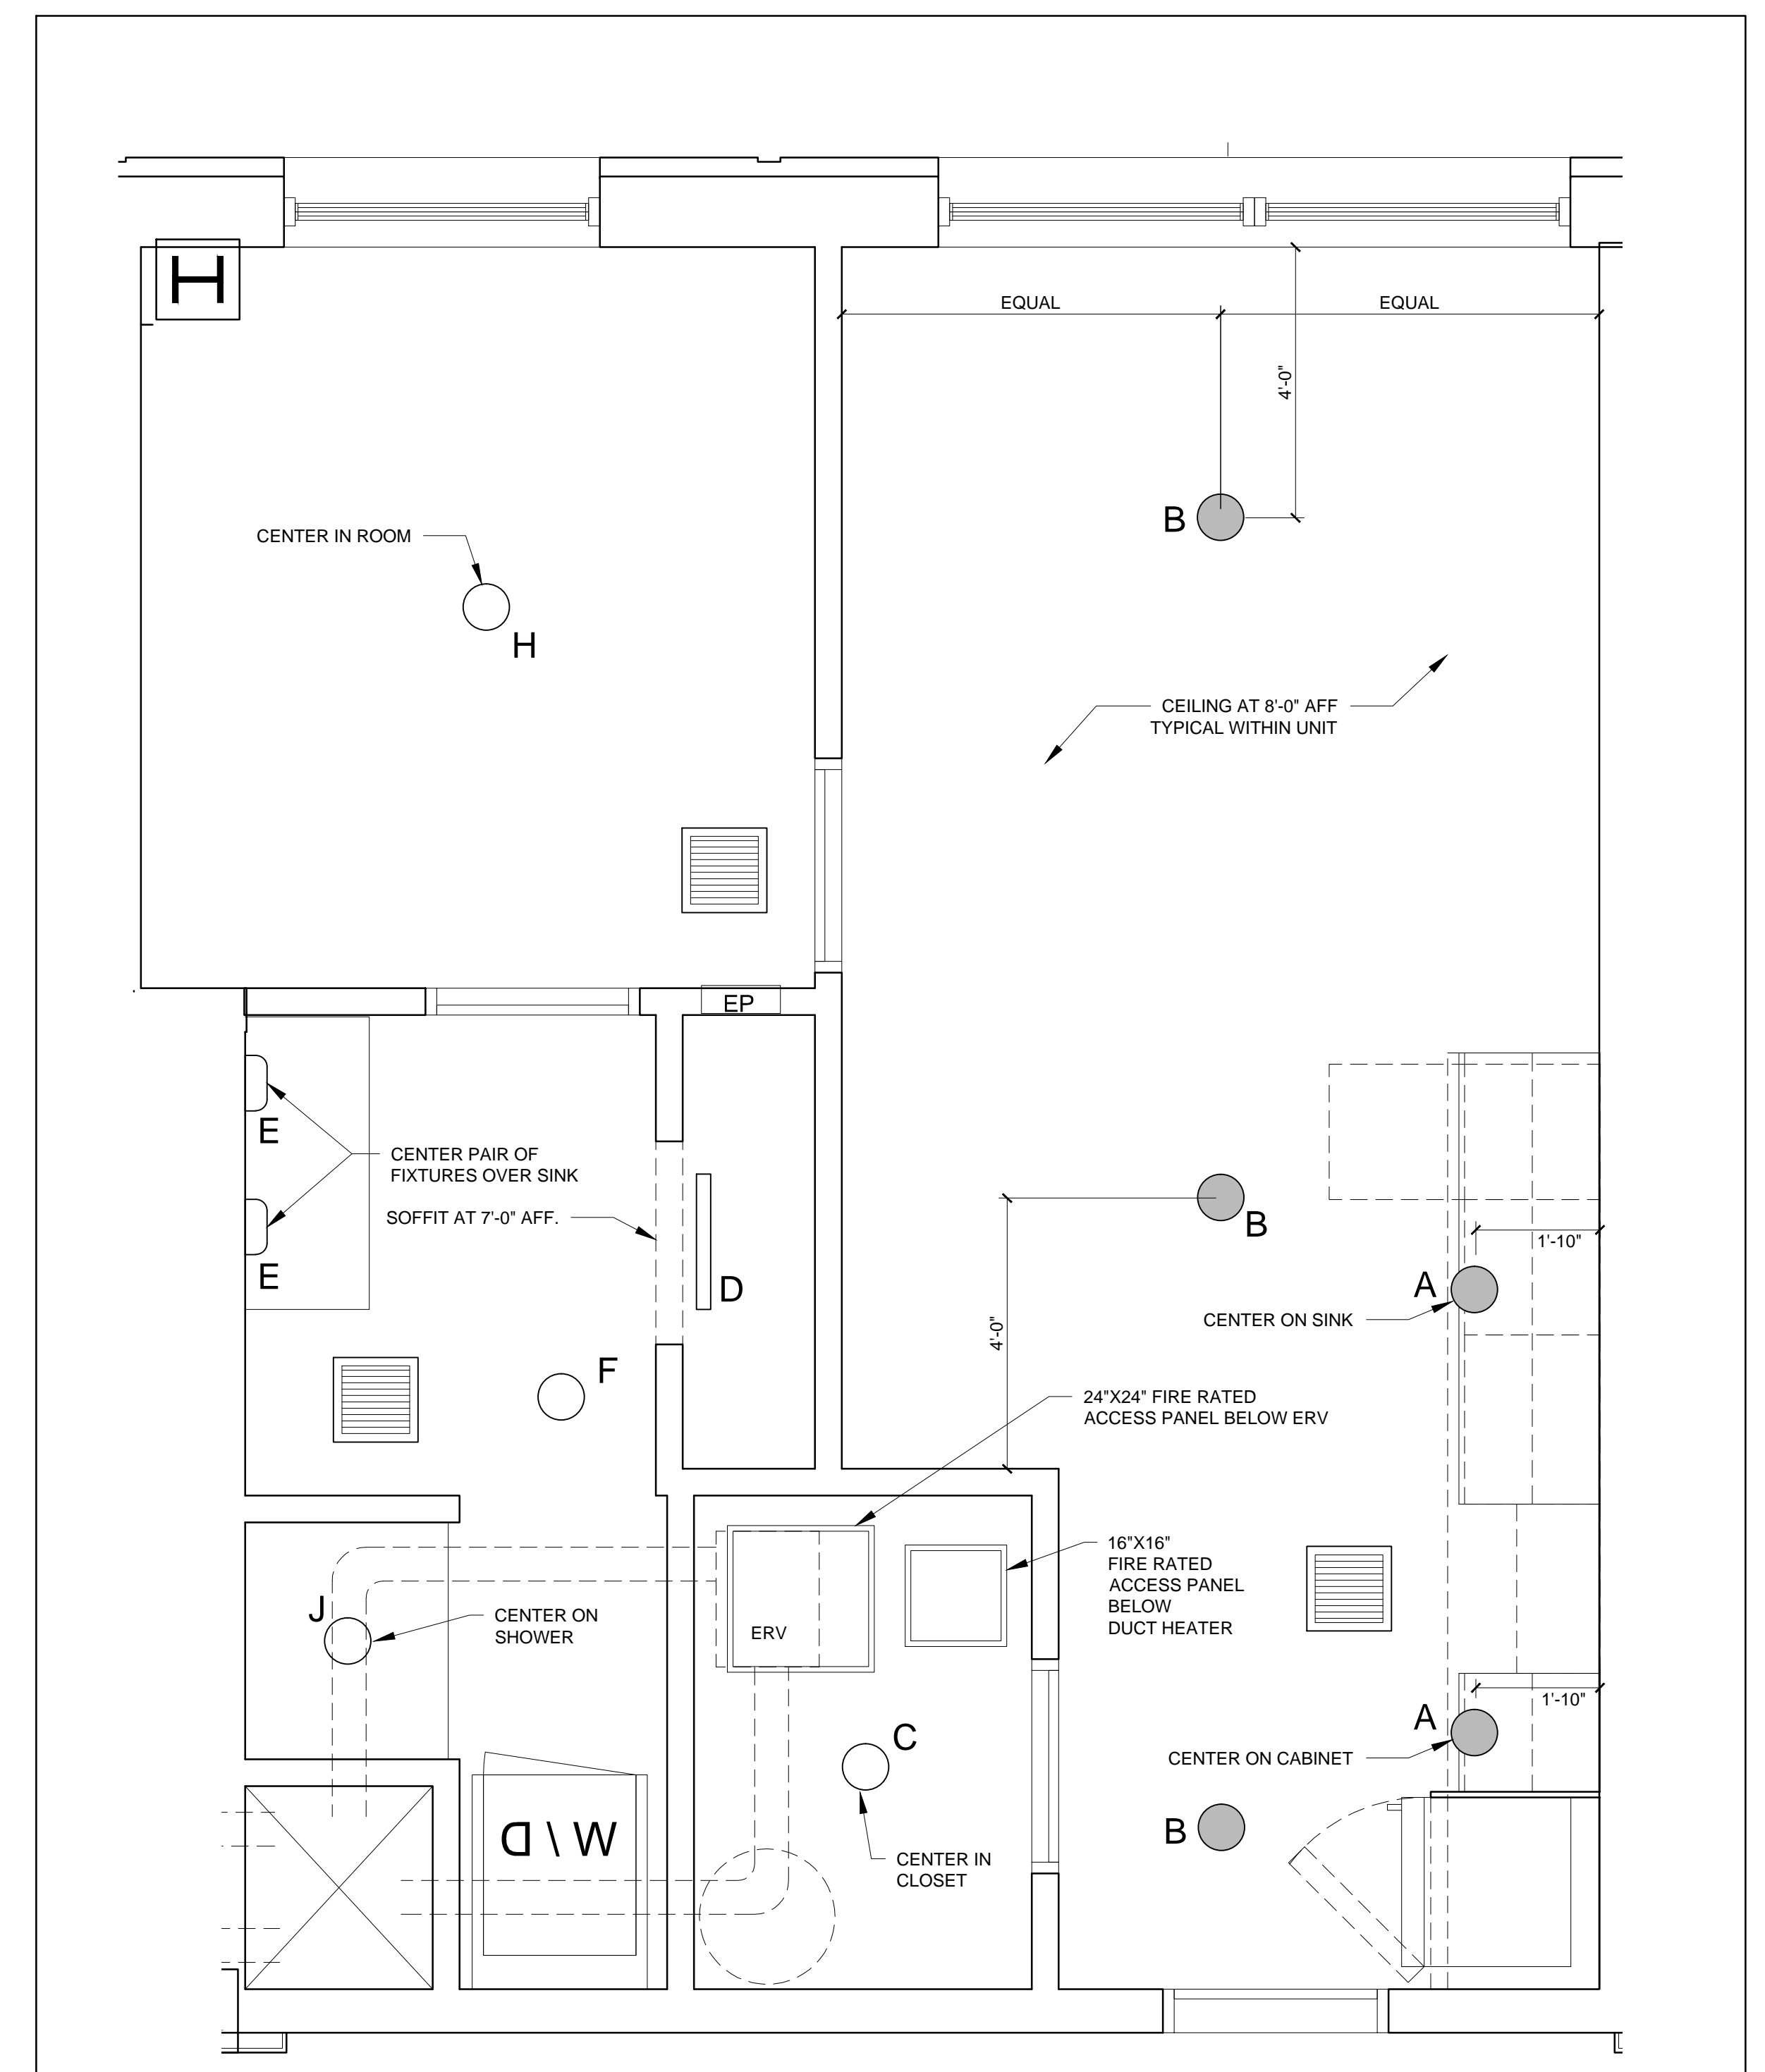 H
EQUAL
EQUAL
4'-0"
B
CENTER IN ROOM
H
CEILING AT 8'-0" AFF
TYPICAL WITHIN UNIT
EP
E
CENTER PAIR OF
FIXTURES OVER SINK
SOFFIT AT 7'-0" AFF.
E
D
B
1'-10"
A
CENTER ON SINK
4'-0"
F
24"X24" FIRE RATED
ACCESS PANEL BELOW ERV
16"X16"
FIRE RATED
ACCESS PANEL
BELOW
DUCT HEATER
J
CENTER ON
SHOWER
ERV
1'-10"
A
CENTER ON CABINET
C
B
W \ D
CENTER IN
CLOSET